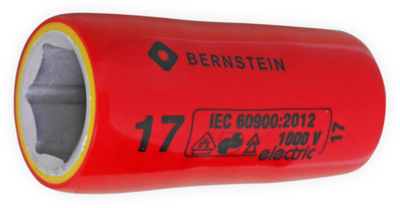 BERNSTEIN
17
IEC 60900:2012
1000 V
electric
17